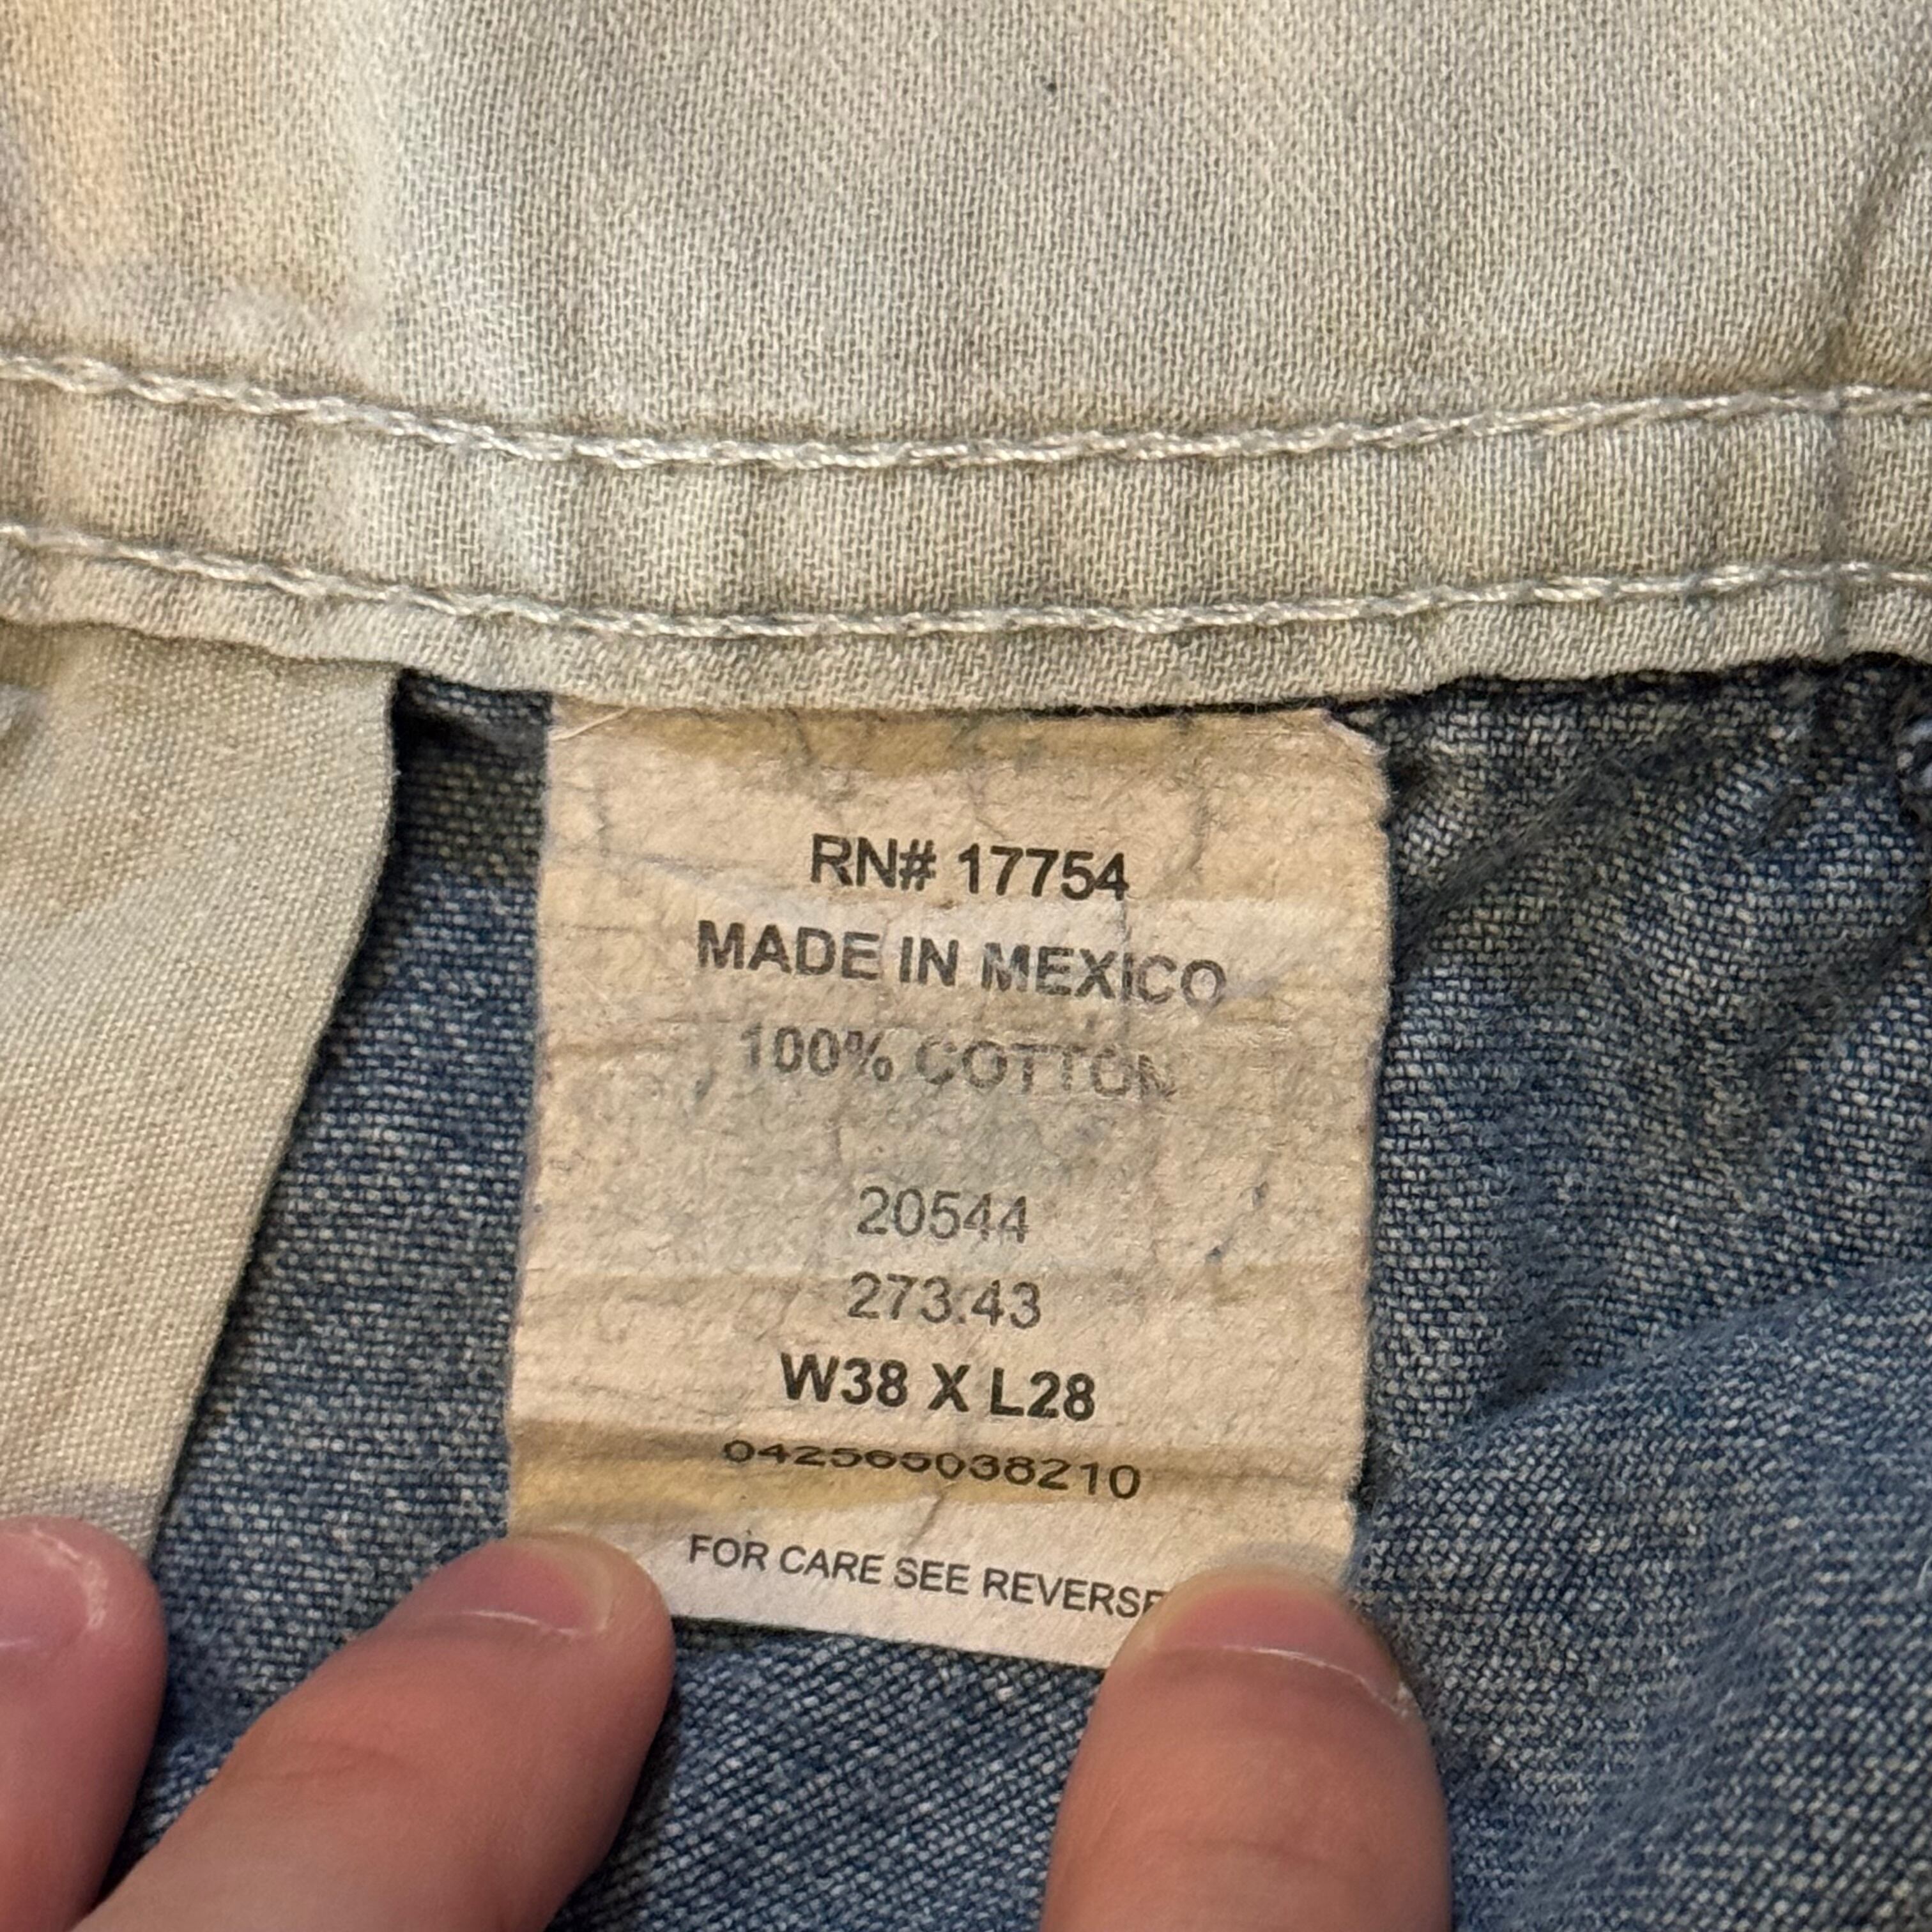 RN# 17754
MADE IN MEXICO
100% COTTON
20544
273.43
W38 X L28
042565038210
FOR CARE SEE REVERSE